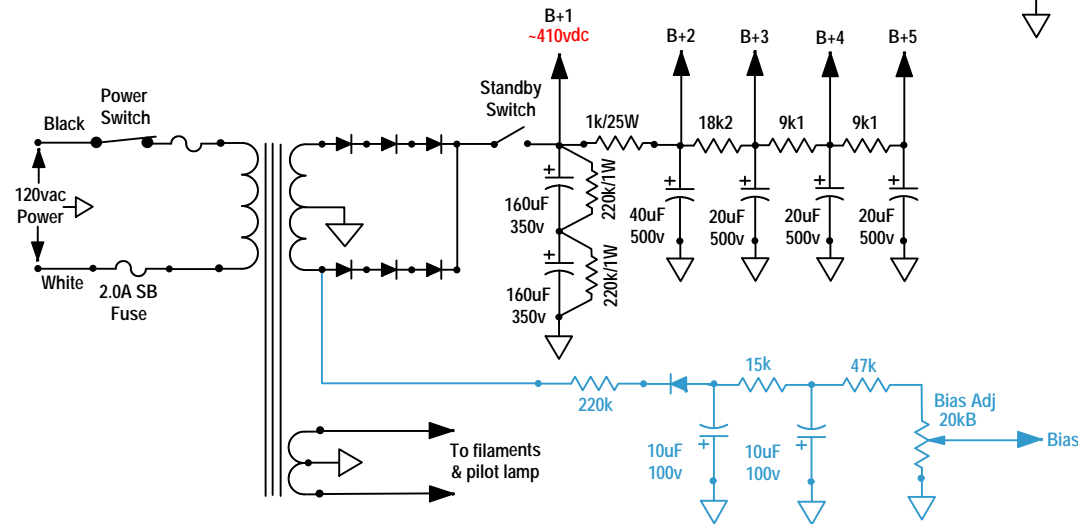 B+1
~410vdc
B+2
B+3
B+4
B+5
Power
Switch
Standby
Switch
Black
1k/25W
18k2
9k1
9k1
120vac
Power
+
160uF
350v
220k/1W
+
40uF
500v
+
20uF
500v
+
20uF
500v
+
20uF
500v
White
2.0A SB
Fuse
+
160uF
350v
220k/1W
15k
47k
220k
Bias Adj
20kB
Bias
To filaments
& pilot lamp
10uF
100v
+
10uF
100v
+